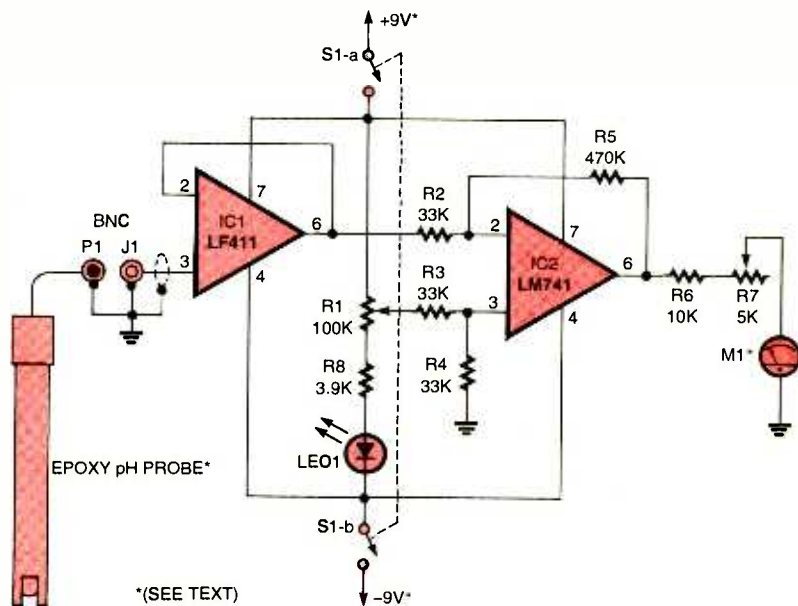 +9V*
S1-a
R5
470K
R2
33K
2
7
IC1
LF411
6
3
4
BNC
P1
J1
2
7
IC2
LM741
6
3
4
R3
33K
R1
100K
R4
33K
R6
10K
R7
5K
M1*
R8
3.9K
LEO1
EPOXY pH PROBE*
S1-b
*(SEE TEXT)
–9V*